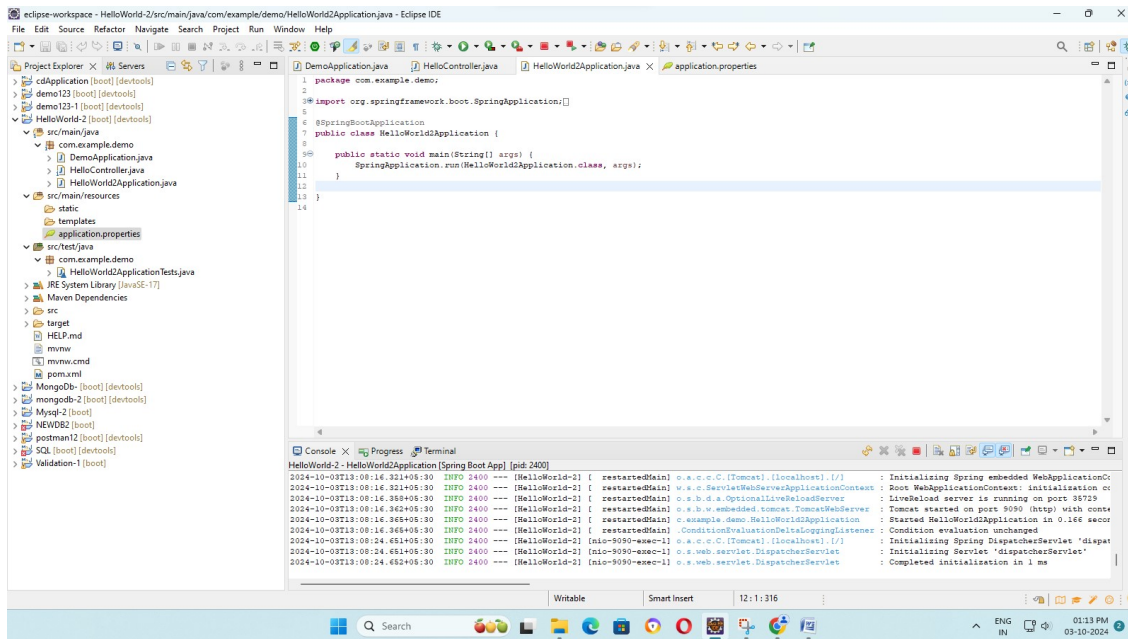 eclipse-workspace - HelloWorld-2/src/main/java/com/example/demo/HelloWorld2Application.java - Eclipse IDE
File Edit Source Refactor Navigate Search Project Run Window Help
Project Explorer Servers
cdApplication [boot] [devtools]
demo123 [boot] [devtools]
demo123-1 [boot] [devtools]
HelloWorld-2 [boot] [devtools]
src/main/java
com.example.demo
DemoApplication.java
HelloController.java
HelloWorld2Application.java
src/main/resources
static
templates
application.properties
src/test/java
com.example.demo
HelloWorld2ApplicationTests.java
JRE System Library [JavaSE-17]
Maven Dependencies
src
target
HELP.md
mvnw
mvnw.cmd
pom.xml
MongoDb- [boot] [devtools]
mongodb-2 [boot] [devtools]
Mysql-2 [boot]
NEWDB2 [boot]
postman12 [boot] [devtools]
SQL [boot] [devtools]
Validation-1 [boot]
DemoApplication.java HelloController.java HelloWorld2Application.java application.properties
1 package com.example.demo;
2
3 import org.springframework.boot.SpringApplication;
5
6 @SpringBootApplication
7 public class HelloWorld2Application {
8
9 public static void main(String[] args) {
10 SpringApplication.run(HelloWorld2Application.class, args);
11 }
12
13 }
14
Console Progress Terminal
HelloWorld-2 - HelloWorld2Application [Spring Boot App] [pid: 2400]
2024-10-03T13:08:16.321+05:30 INFO 2400 --- [HelloWorld-2] [ restartedMain] o.a.c.c.C.[Tomcat].[localhost].[/] : Initializing Spring embedded WebApplicationCo
2024-10-03T13:08:16.321+05:30 INFO 2400 --- [HelloWorld-2] [ restartedMain] w.s.c.ServletWebServerApplicationContext : Root WebApplicationContext: initialization co
2024-10-03T13:08:16.358+05:30 INFO 2400 --- [HelloWorld-2] [ restartedMain] o.s.b.d.a.OptionalLiveReloadServer : LiveReload server is running on port 35729
2024-10-03T13:08:16.362+05:30 INFO 2400 --- [HelloWorld-2] [ restartedMain] o.s.b.w.embedded.tomcat.TomcatWebServer : Tomcat started on port 9090 (http) with conte
2024-10-03T13:08:16.365+05:30 INFO 2400 --- [HelloWorld-2] [ restartedMain] c.example.demo.HelloWorld2Application : Started HelloWorld2Application in 0.166 secon
2024-10-03T13:08:16.365+05:30 INFO 2400 --- [HelloWorld-2] [ restartedMain] .ConditionEvaluationDeltaLoggingListener : Condition evaluation unchanged
2024-10-03T13:08:24.651+05:30 INFO 2400 --- [HelloWorld-2] [nio-9090-exec-1] o.a.c.c.C.[Tomcat].[localhost].[/] : Initializing Spring DispatcherServlet 'dispat
2024-10-03T13:08:24.651+05:30 INFO 2400 --- [HelloWorld-2] [nio-9090-exec-1] o.s.web.servlet.DispatcherServlet : Initializing Servlet 'dispatcherServlet'
2024-10-03T13:08:24.652+05:30 INFO 2400 --- [HelloWorld-2] [nio-9090-exec-1] o.s.web.servlet.DispatcherServlet : Completed initialization in 1 ms
Writable Smart Insert 12 : 1 : 316
Search
ENG
IN
01:13 PM
03-10-2024
2